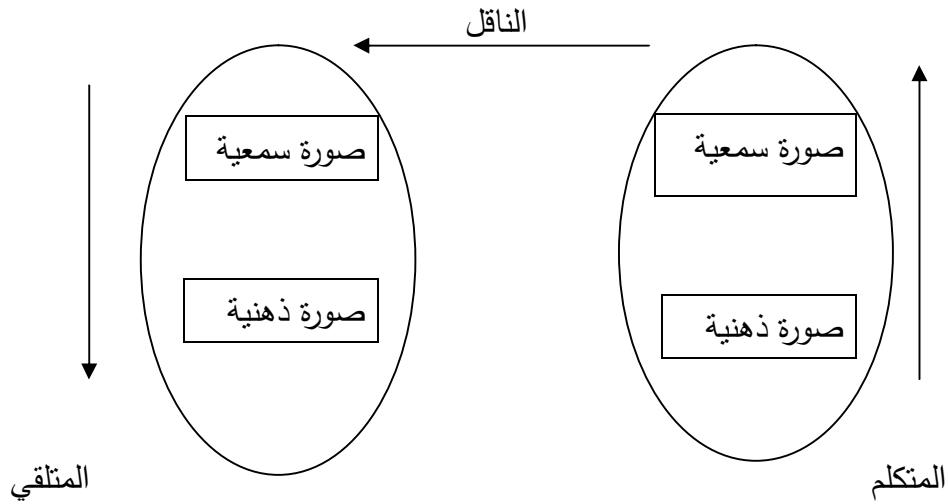 الناقل
صورة سمعية
صورة سمعية
صورة ذهنية
صورة ذهنية
المتكلم
المتلقي